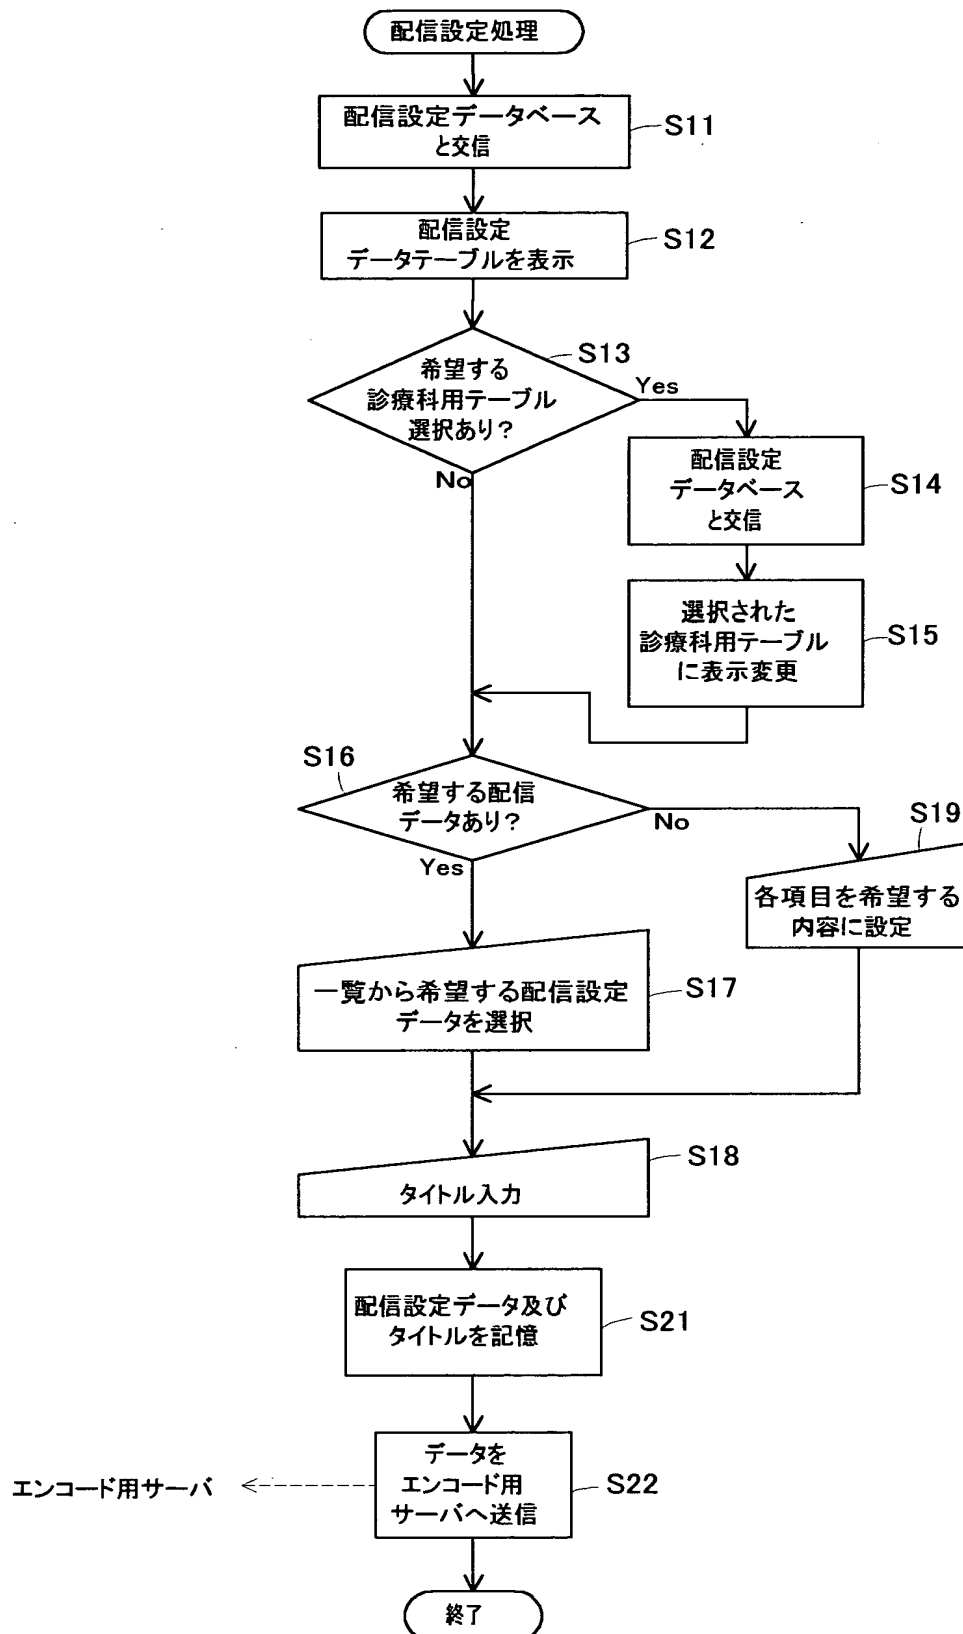 配信設定処理
配信設定データベース
と交信
S11
配信設定
データテーブルを表示
S12
希望する
診療科用テーブル
選択あり?
S13
Yes
No
配信設定
データベース
と交信
S14
選択された
診療科用テーブル
に表示変更
S15
S16
希望する配信
データあり?
No
Yes
S19
各項目を希望する
内容に設定
一覧から希望する配信設定
データを選択
S17
タイトル入力
S18
配信設定データ及び
タイトルを記憶
S21
データを
エンコード用
サーバへ送信
S22
エンコード用サーバ
終了